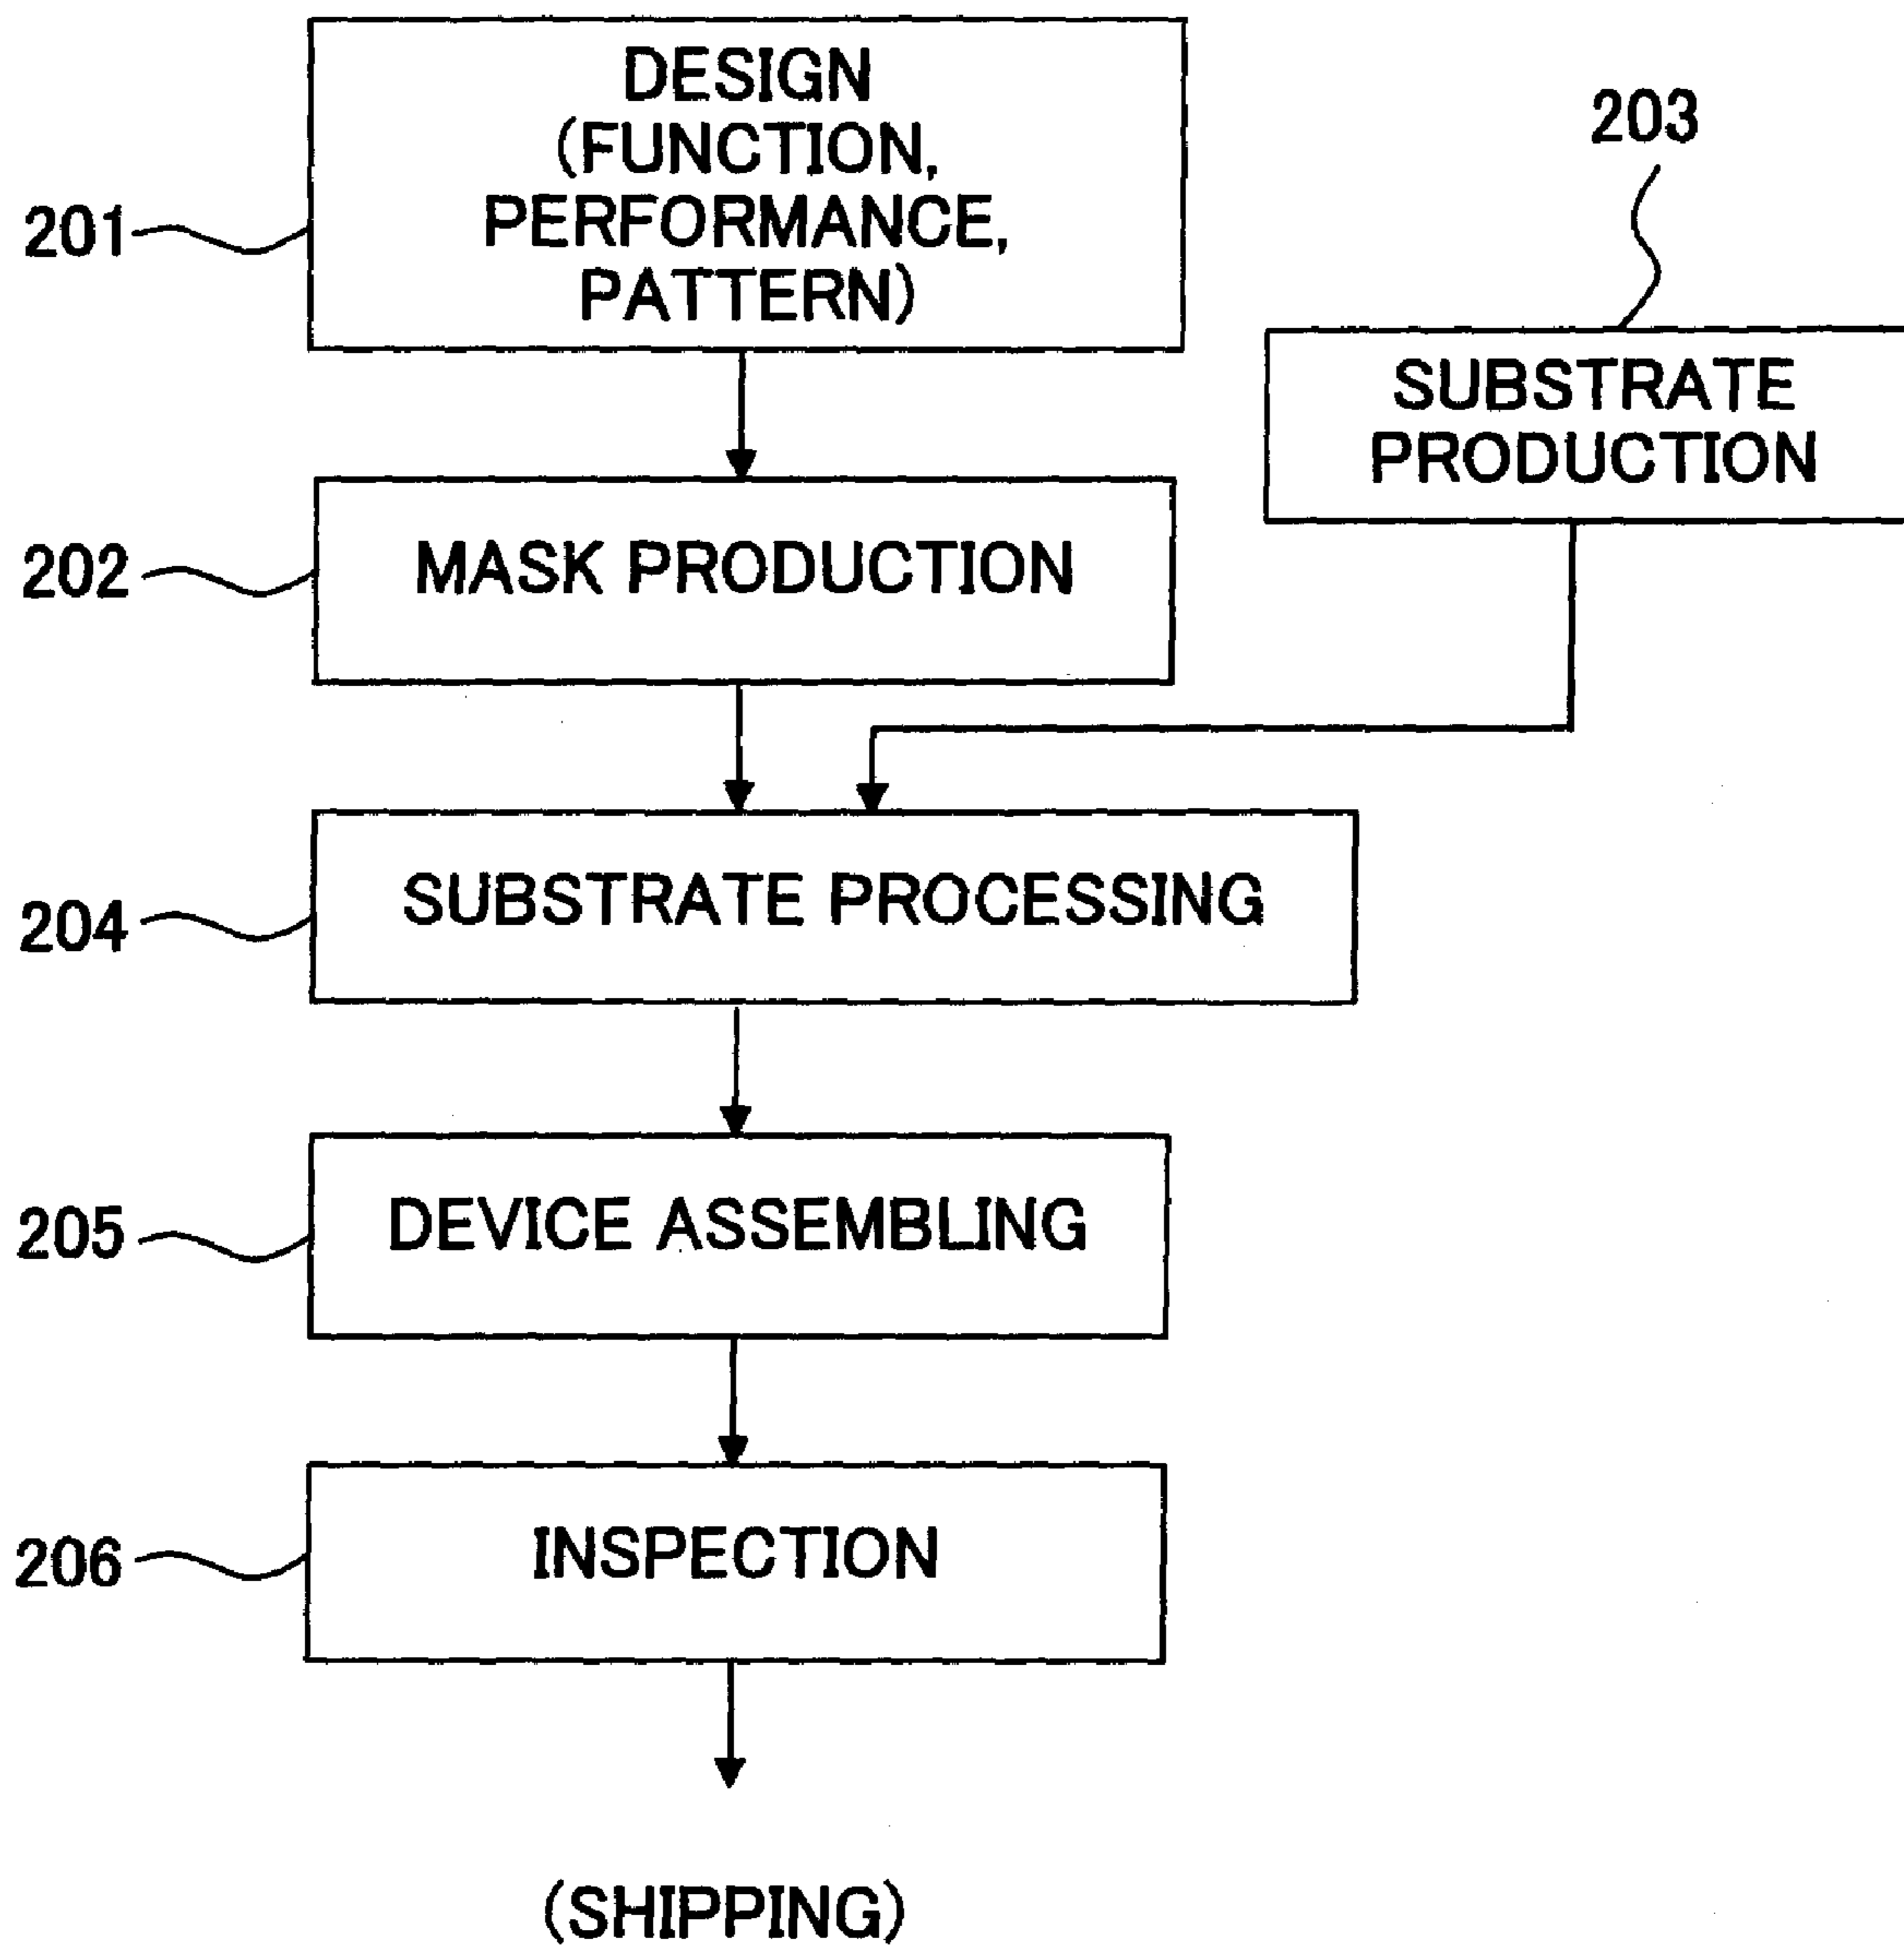 DESIGN
(FUNCTION,
PERFORMANCE,
PATTERN)
201
203
SUBSTRATE
PRODUCTION
202
MASK PRODUCTION
204
SUBSTRATE PROCESSING
205
DEVICE ASSEMBLING
206
INSPECTION
(SHIPPING)